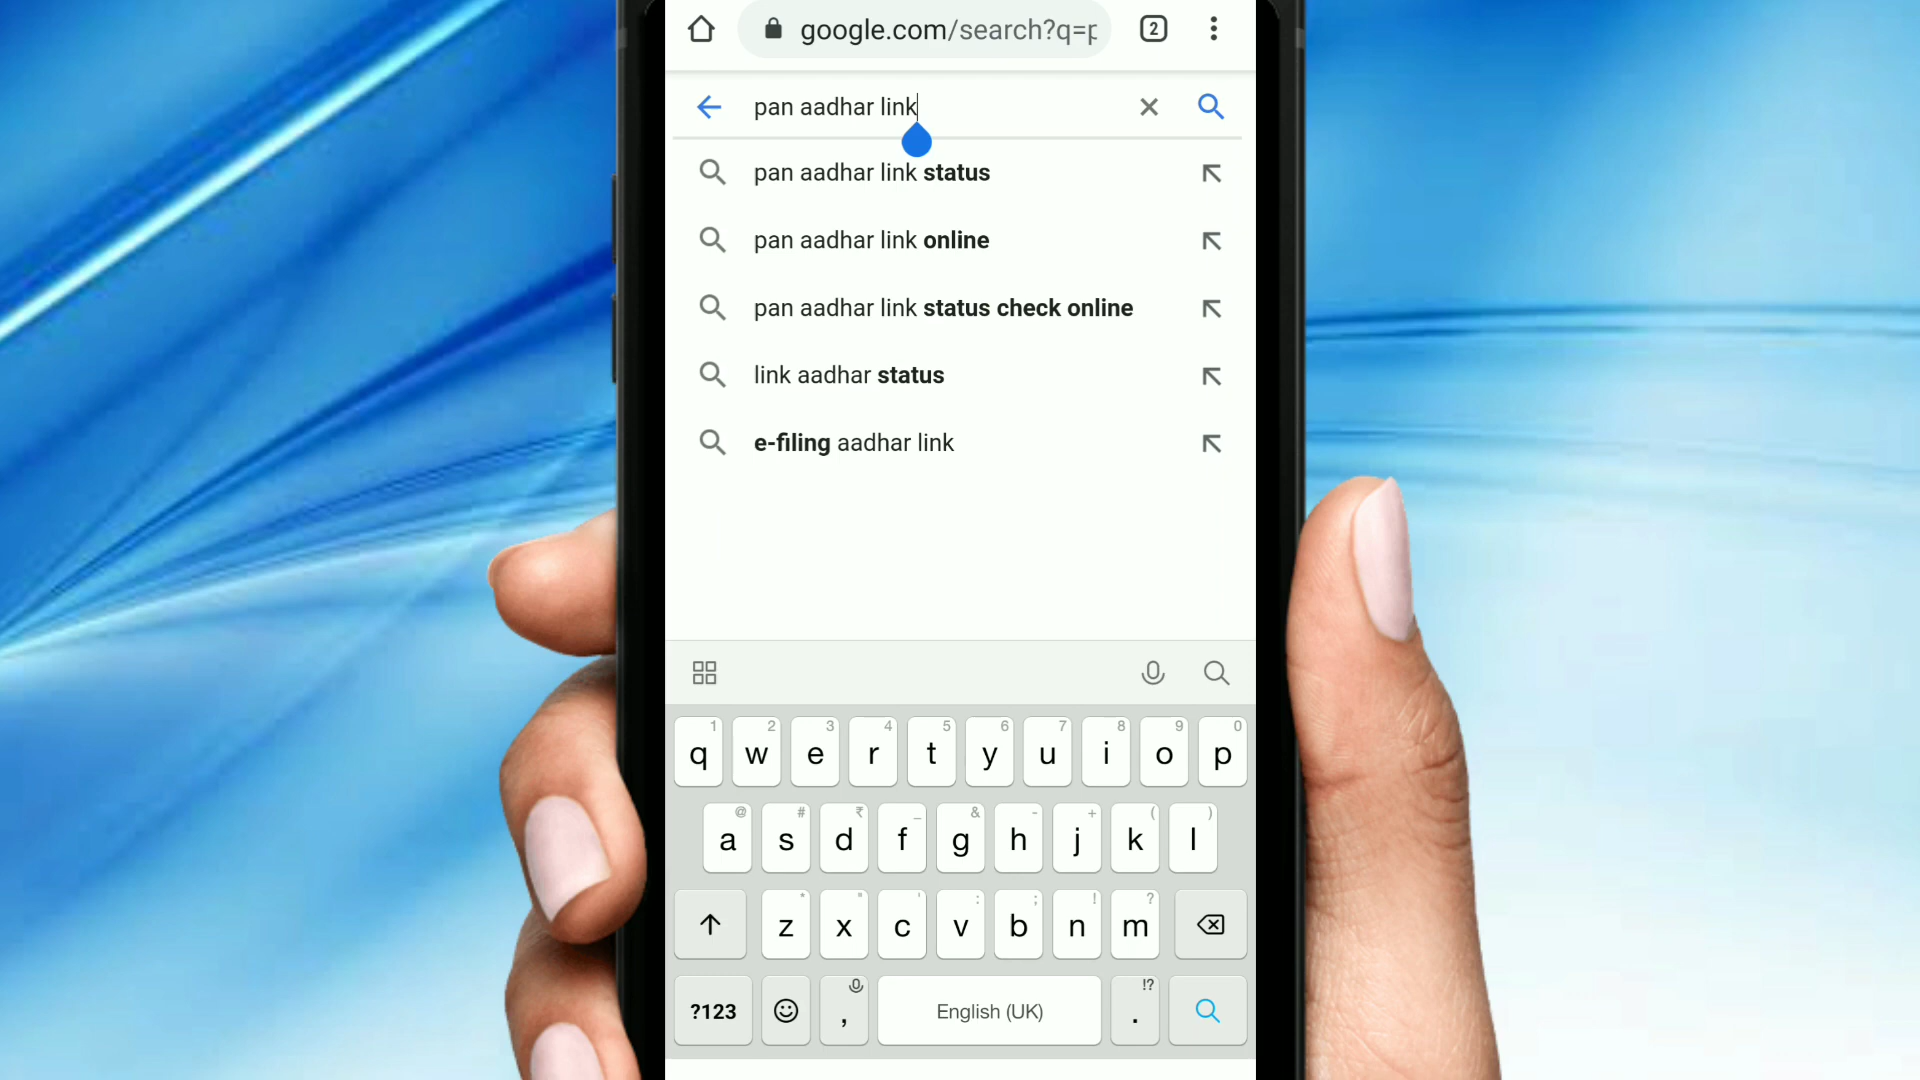 google.com/search?q=p
2
pan aadhar link
pan aadhar link status
pan aadhar link online
pan aadhar link status check online
link aadhar status
e-filing aadhar link
1 2 3 4 5 6 7 8 9 0
q w e r t y u i o p
@ # ₹ _ & - + ( )
a s d f g h j k l
* " ' : ; ! ?
z x c v b n m
!?
?123 , English (UK) .